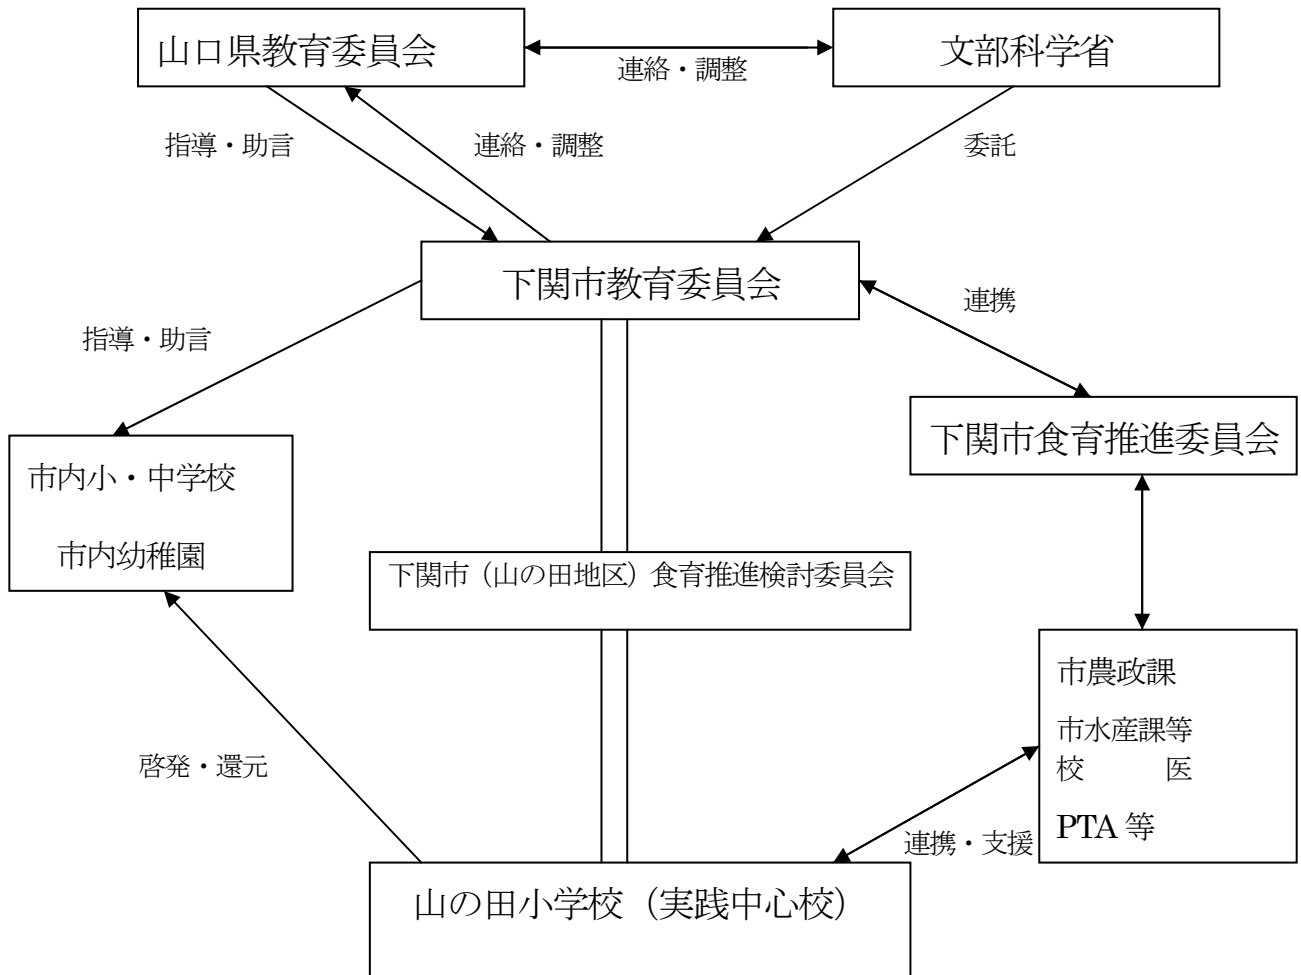 山口県教育委員会
文部科学省
連絡・調整
指導・助言
連絡・調整
委託
下関市教育委員会
連携
指導・助言
下関市食育推進委員会
市内小・中学校
市内幼稚園
下関市（山の田地区）食育推進検討委員会
市農政課
市水産課等
校　　　医
PTA 等
啓発・還元
連携・支援
山の田小学校（実践中心校）